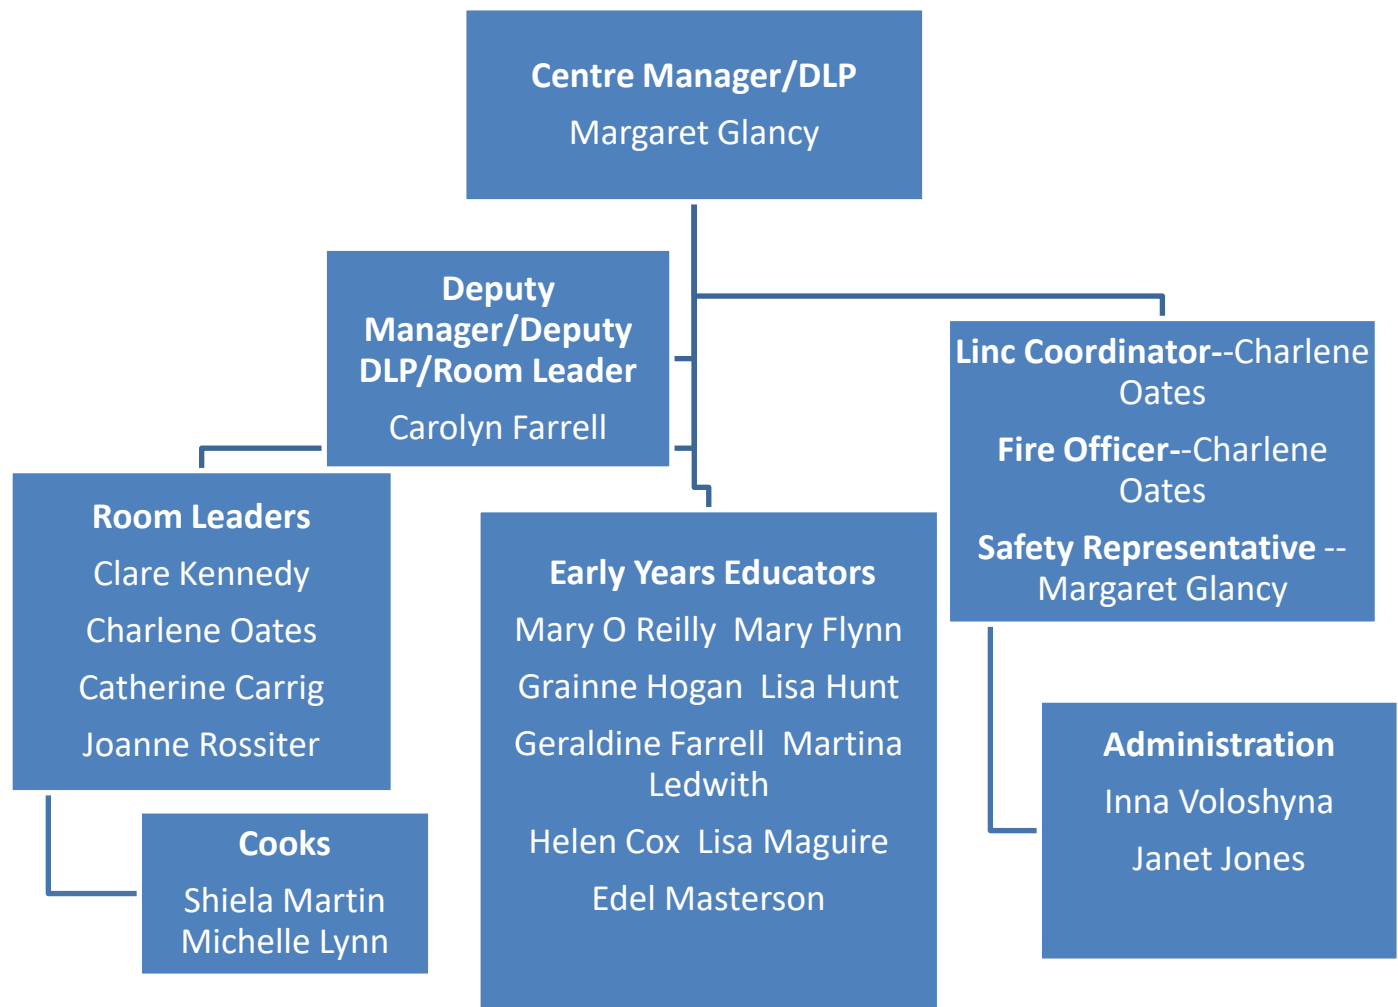 Centre Manager/DLP
Margaret Glancy
Deputy
Manager/Deputy
DLP/Room Leader
Carolyn Farrell
Linc Coordinator--Charlene
Oates
Fire Officer--Charlene
Oates
Safety Representative --
Margaret Glancy
Room Leaders
Clare Kennedy
Charlene Oates
Catherine Carrig
Joanne Rossiter
Early Years Educators
Mary O Reilly  Mary Flynn
Grainne Hogan  Lisa Hunt
Geraldine Farrell  Martina
Ledwith
Helen Cox  Lisa Maguire
Edel Masterson
Administration
Inna Voloshyna
Janet Jones
Cooks
Shiela Martin
Michelle Lynn